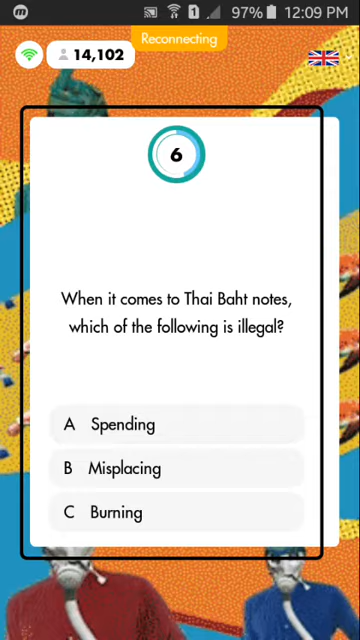 97% 12:09 PM
Reconnecting
14,102
6
When it comes to Thai Baht notes,
which of the following is illegal?
A Spending
B Misplacing
C Burning